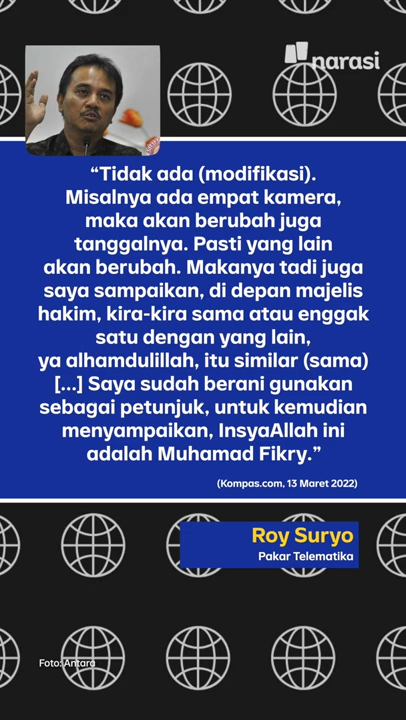 narasi
“Tidak ada (modifikasi).
Misalnya ada empat kamera,
maka akan berubah juga
tanggalnya. Pasti yang lain
akan berubah. Makanya tadi juga
saya sampaikan, di depan majelis
hakim, kira-kira sama atau enggak
satu dengan yang lain,
ya alhamdulillah, itu similar (sama)
[...] Saya sudah berani gunakan
sebagai petunjuk, untuk kemudian
menyampaikan, InsyaAllah ini
adalah Muhamad Fikry.”
(Kompas.com, 13 Maret 2022)
Roy Suryo
Pakar Telematika
Foto: Antara